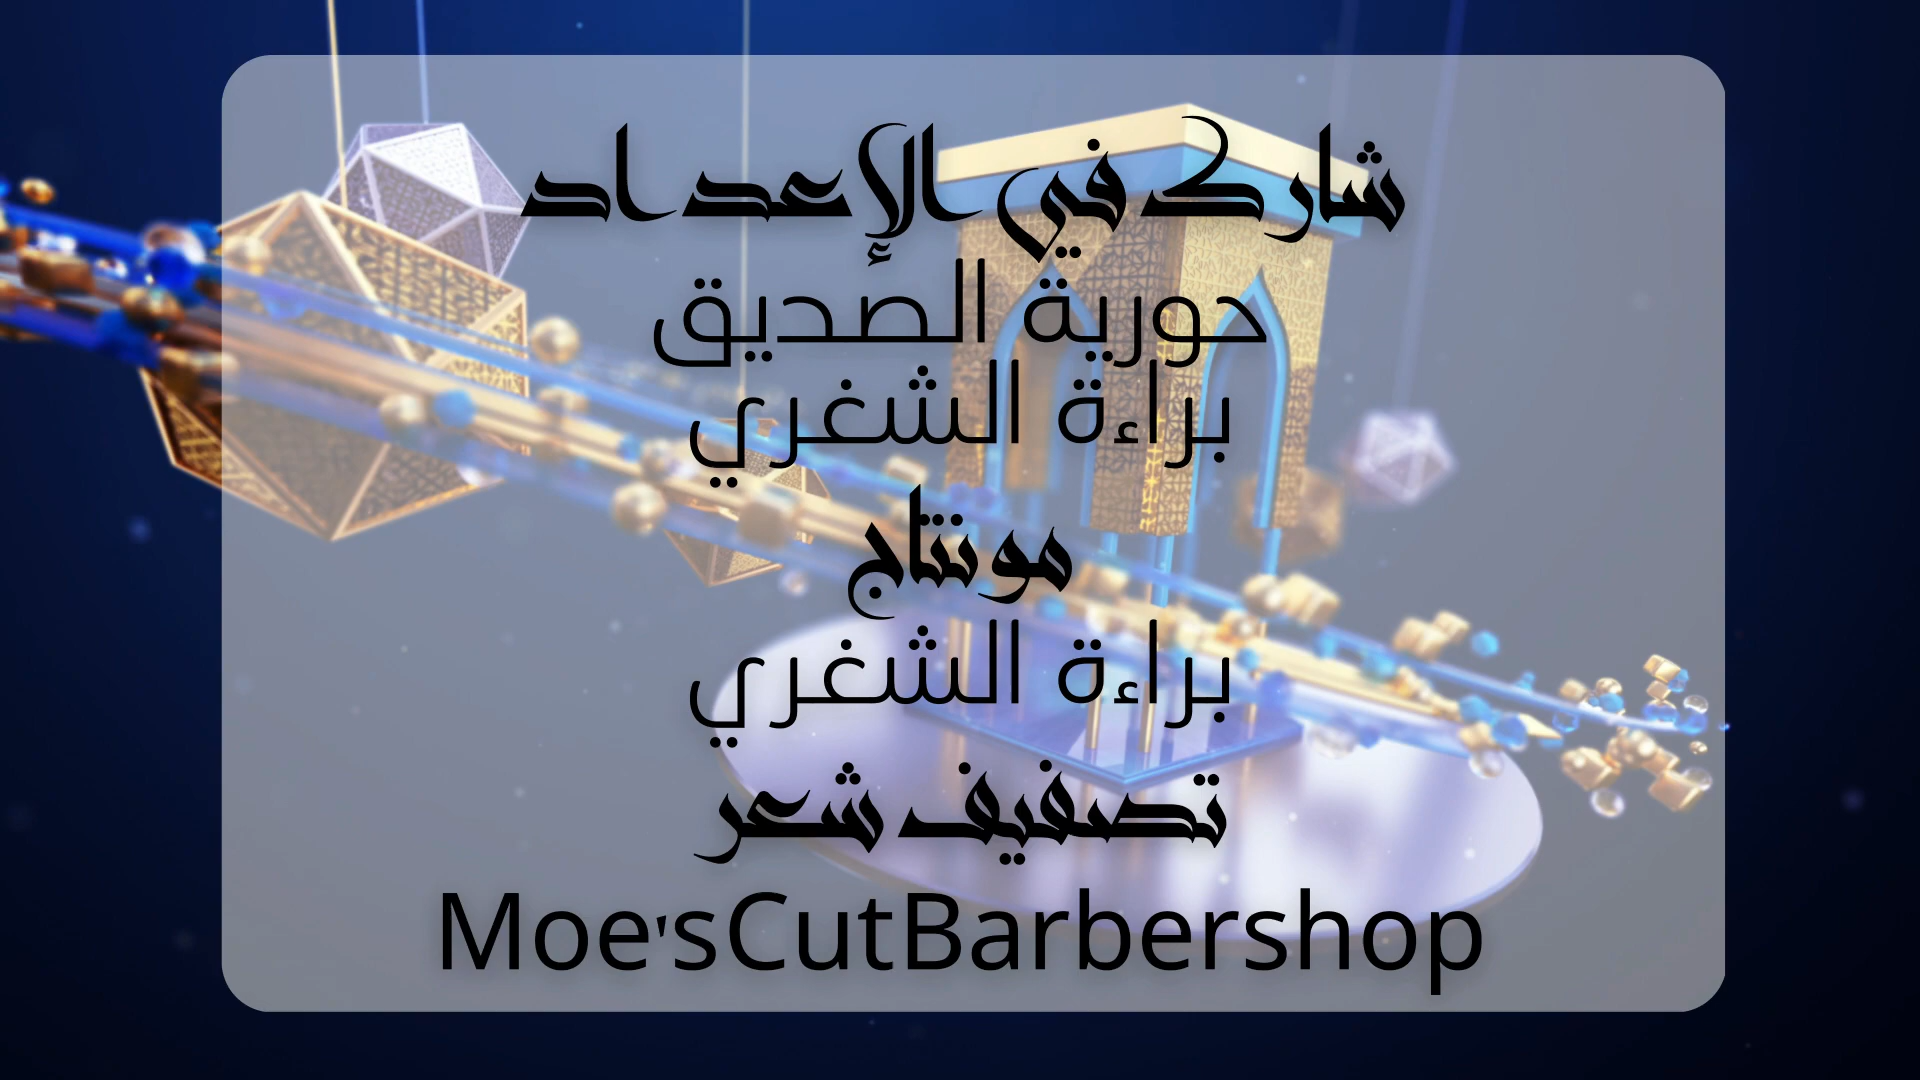 شارك في الإعداد
حورية الصديق
براءة الشغري
مونتاج
براءة الشغري
تصفيف شعر
Moe'sCutBarbershop